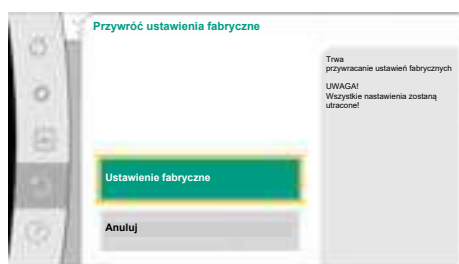 Przywróć ustawienia fabryczne
Trwa
przywracanie ustawień fabrycznych
UWAGA!
Wszystkie nastawienia zostaną
utracone!
Ustawienie fabryczne
Anuluj